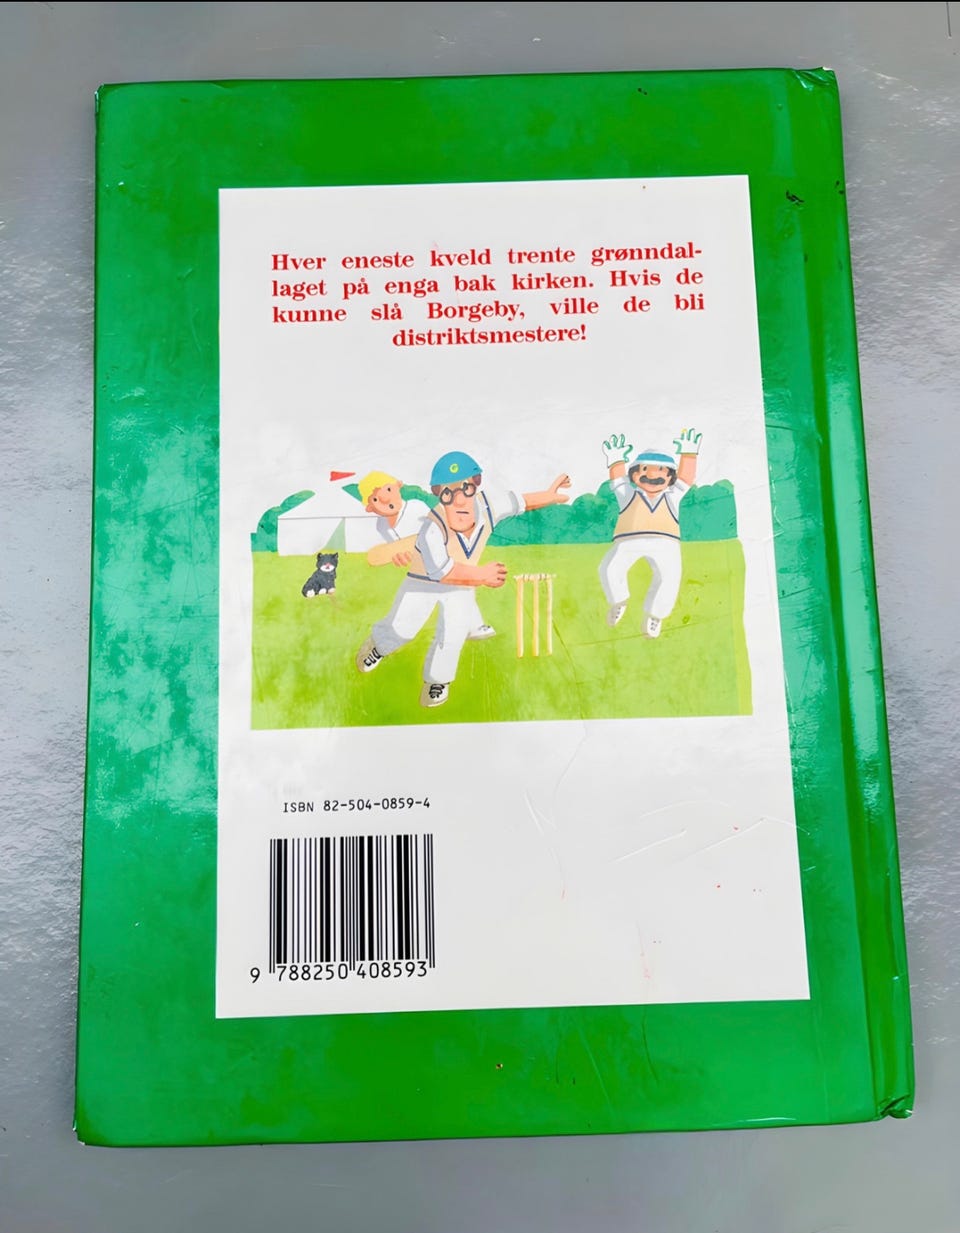 Hver eneste kveld trente grønndal-
laget på enga bak kirken. Hvis de
kunne slå Borgeby, ville de bli
distriktsmestere!
G
ISBN 82-504-0859-4
9 788250 408593